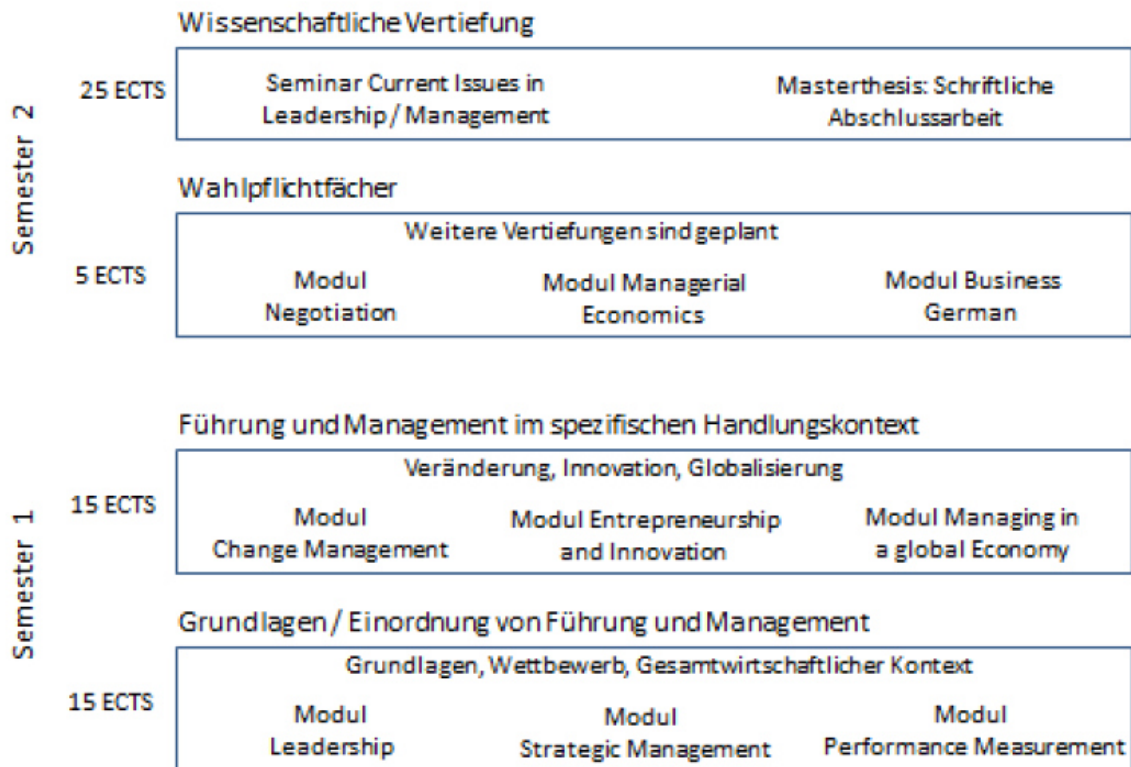 Wissenschaftliche Vertiefung
Semester 2
25 ECTS
Seminar Current Issues in
Leadership / Management
Masterthesis: Schriftliche
Abschlussarbeit
Wahlpflichtfächer
5 ECTS
Weitere Vertiefungen sind geplant
Modul
Negotiation
Modul Managerial
Economics
Modul Business
German
Führung und Management im spezifischen Handlungskontext
Semester 1
15 ECTS
Veränderung, Innovation, Globalisierung
Modul
Change Management
Modul Entrepreneurship
and Innovation
Modul Managing in
a global Economy
Grundlagen / Einordnung von Führung und Management
15 ECTS
Grundlagen, Wettbewerb, Gesamtwirtschaftlicher Kontext
Modul
Leadership
Modul
Strategic Management
Modul
Performance Measurement